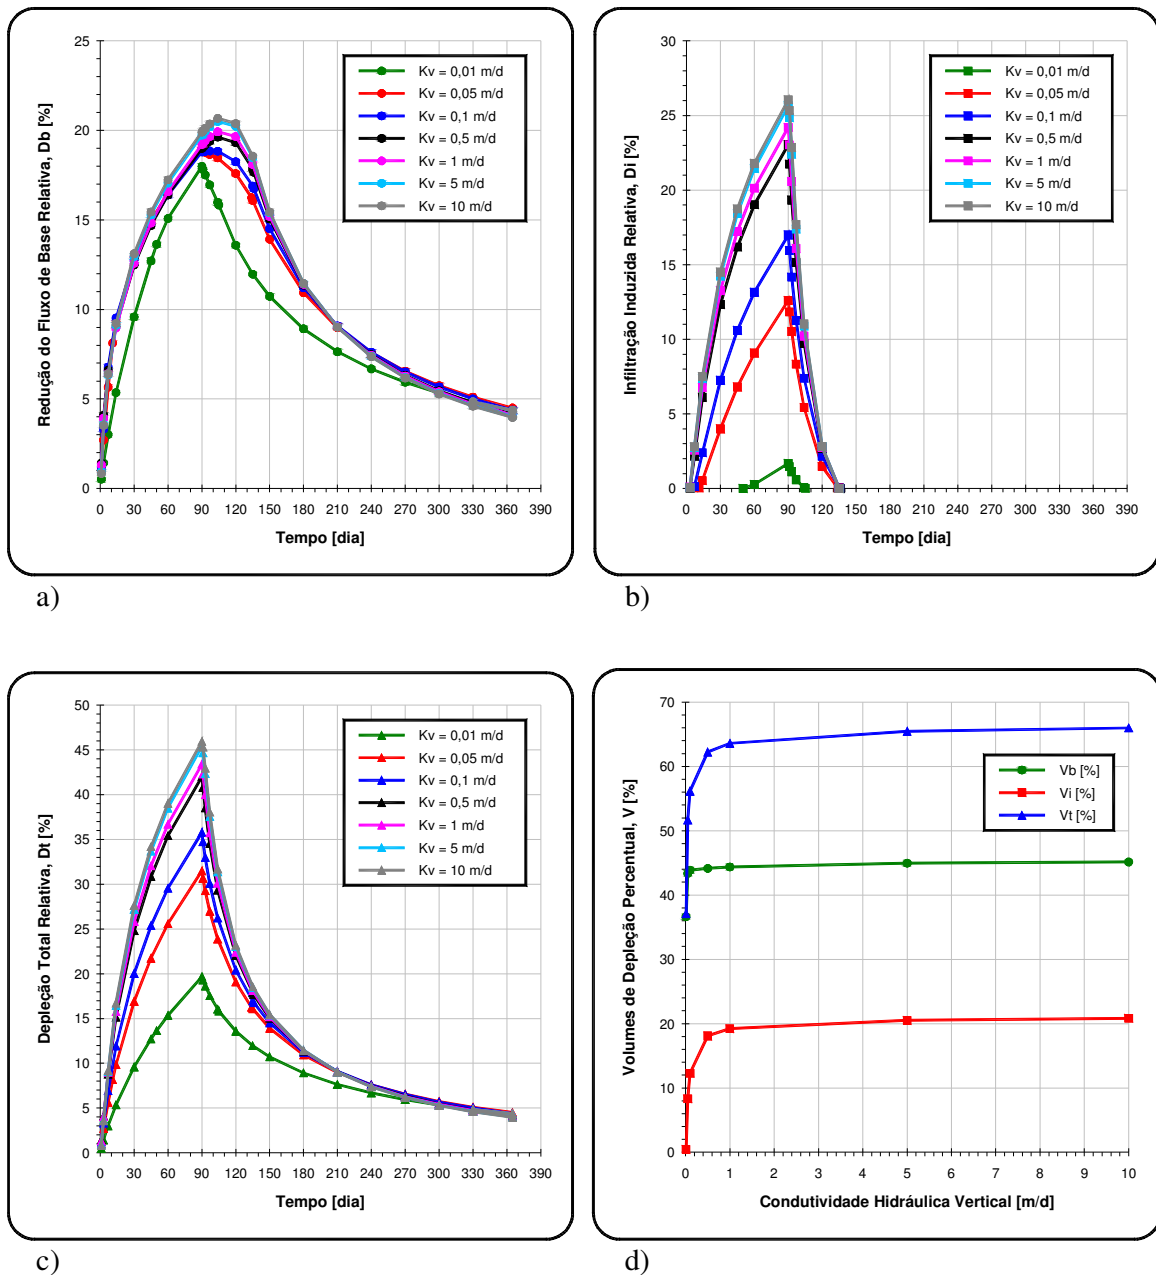 25
20
15
10
5
0
Redução do Fluxo de Base Relativa, Db [%]
Kv = 0,01 m/d
Kv = 0,05 m/d
Kv = 0,1 m/d
Kv = 0,5 m/d
Kv = 1 m/d
Kv = 5 m/d
Kv = 10 m/d
0 30 60 90 120 150 180 210 240 270 300 330 360 390
Tempo [dia]
a)
30
25
20
15
10
5
0
Infiltração Induzida Relativa, Di [%]
Kv = 0,01 m/d
Kv = 0,05 m/d
Kv = 0,1 m/d
Kv = 0,5 m/d
Kv = 1 m/d
Kv = 5 m/d
Kv = 10 m/d
0 30 60 90 120 150 180 210 240 270 300 330 360 390
Tempo [dia]
b)
50
45
40
35
30
25
20
15
10
5
0
Depleção Total Relativa, Dt [%]
Kv = 0,01 m/d
Kv = 0,05 m/d
Kv = 0,1 m/d
Kv = 0,5 m/d
Kv = 1 m/d
Kv = 5 m/d
Kv = 10 m/d
0 30 60 90 120 150 180 210 240 270 300 330 360 390
Tempo [dia]
c)
70
60
50
40
30
20
10
0
Volumes de Depleção Percentual, V [%]
Vb [%]
Vi [%]
Vt [%]
0 1 2 3 4 5 6 7 8 9 10
Condutividade Hidráulica Vertical [m/d]
d)